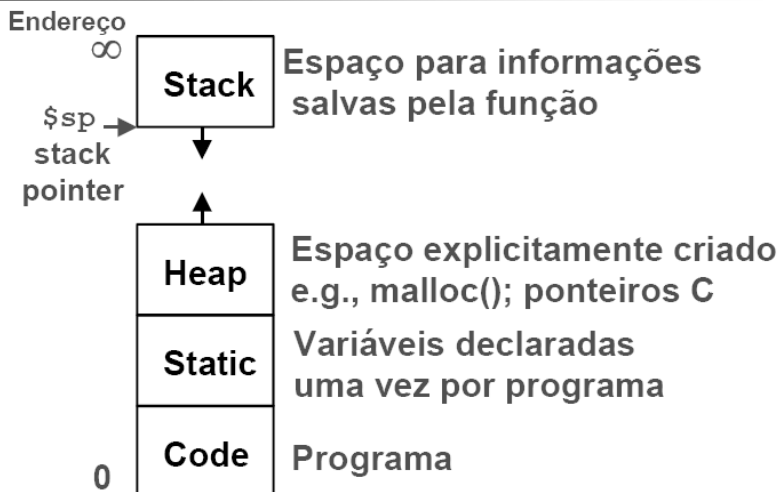 Endereço
∞
Stack
Espaço para informações
salvas pela função
$sp
stack
pointer
Heap
Espaço explicitamente criado
e.g., malloc(); ponteiros C
Static
Variáveis declaradas
uma vez por programa
Code
Programa
0